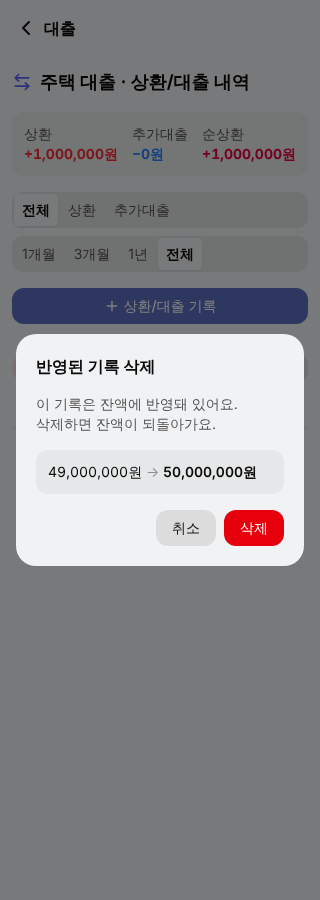 대출
주택 대출 · 상환/대출 내역
상환 추가대출 순상환
+1,000,000원 −0원 +1,000,000원
전체 상환 추가대출
1개월 3개월 1년 전체
+ 상환/대출 기록
반영된 기록 삭제
이 기록은 잔액에 반영돼 있어요.
삭제하면 잔액이 되돌아가요.
49,000,000원 → 50,000,000원
취소 삭제